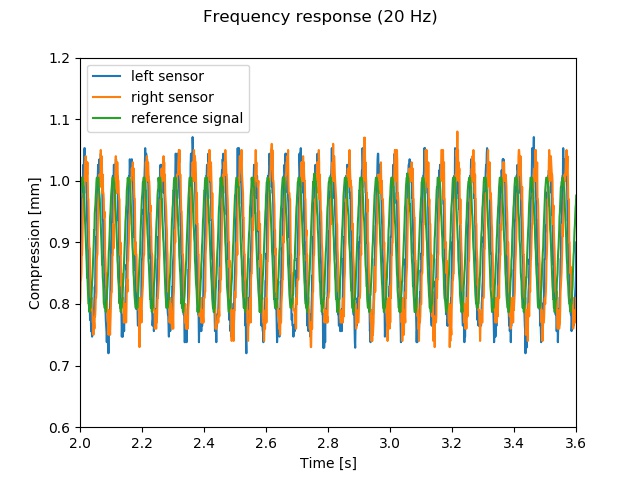 Frequency response (20 Hz)
1.2
1.1
1.0
0.9
0.8
0.7
0.6
Compression [mm]
left sensor
right sensor
reference signal
2.0 2.2 2.4 2.6 2.8 3.0 3.2 3.4 3.6
Time [s]